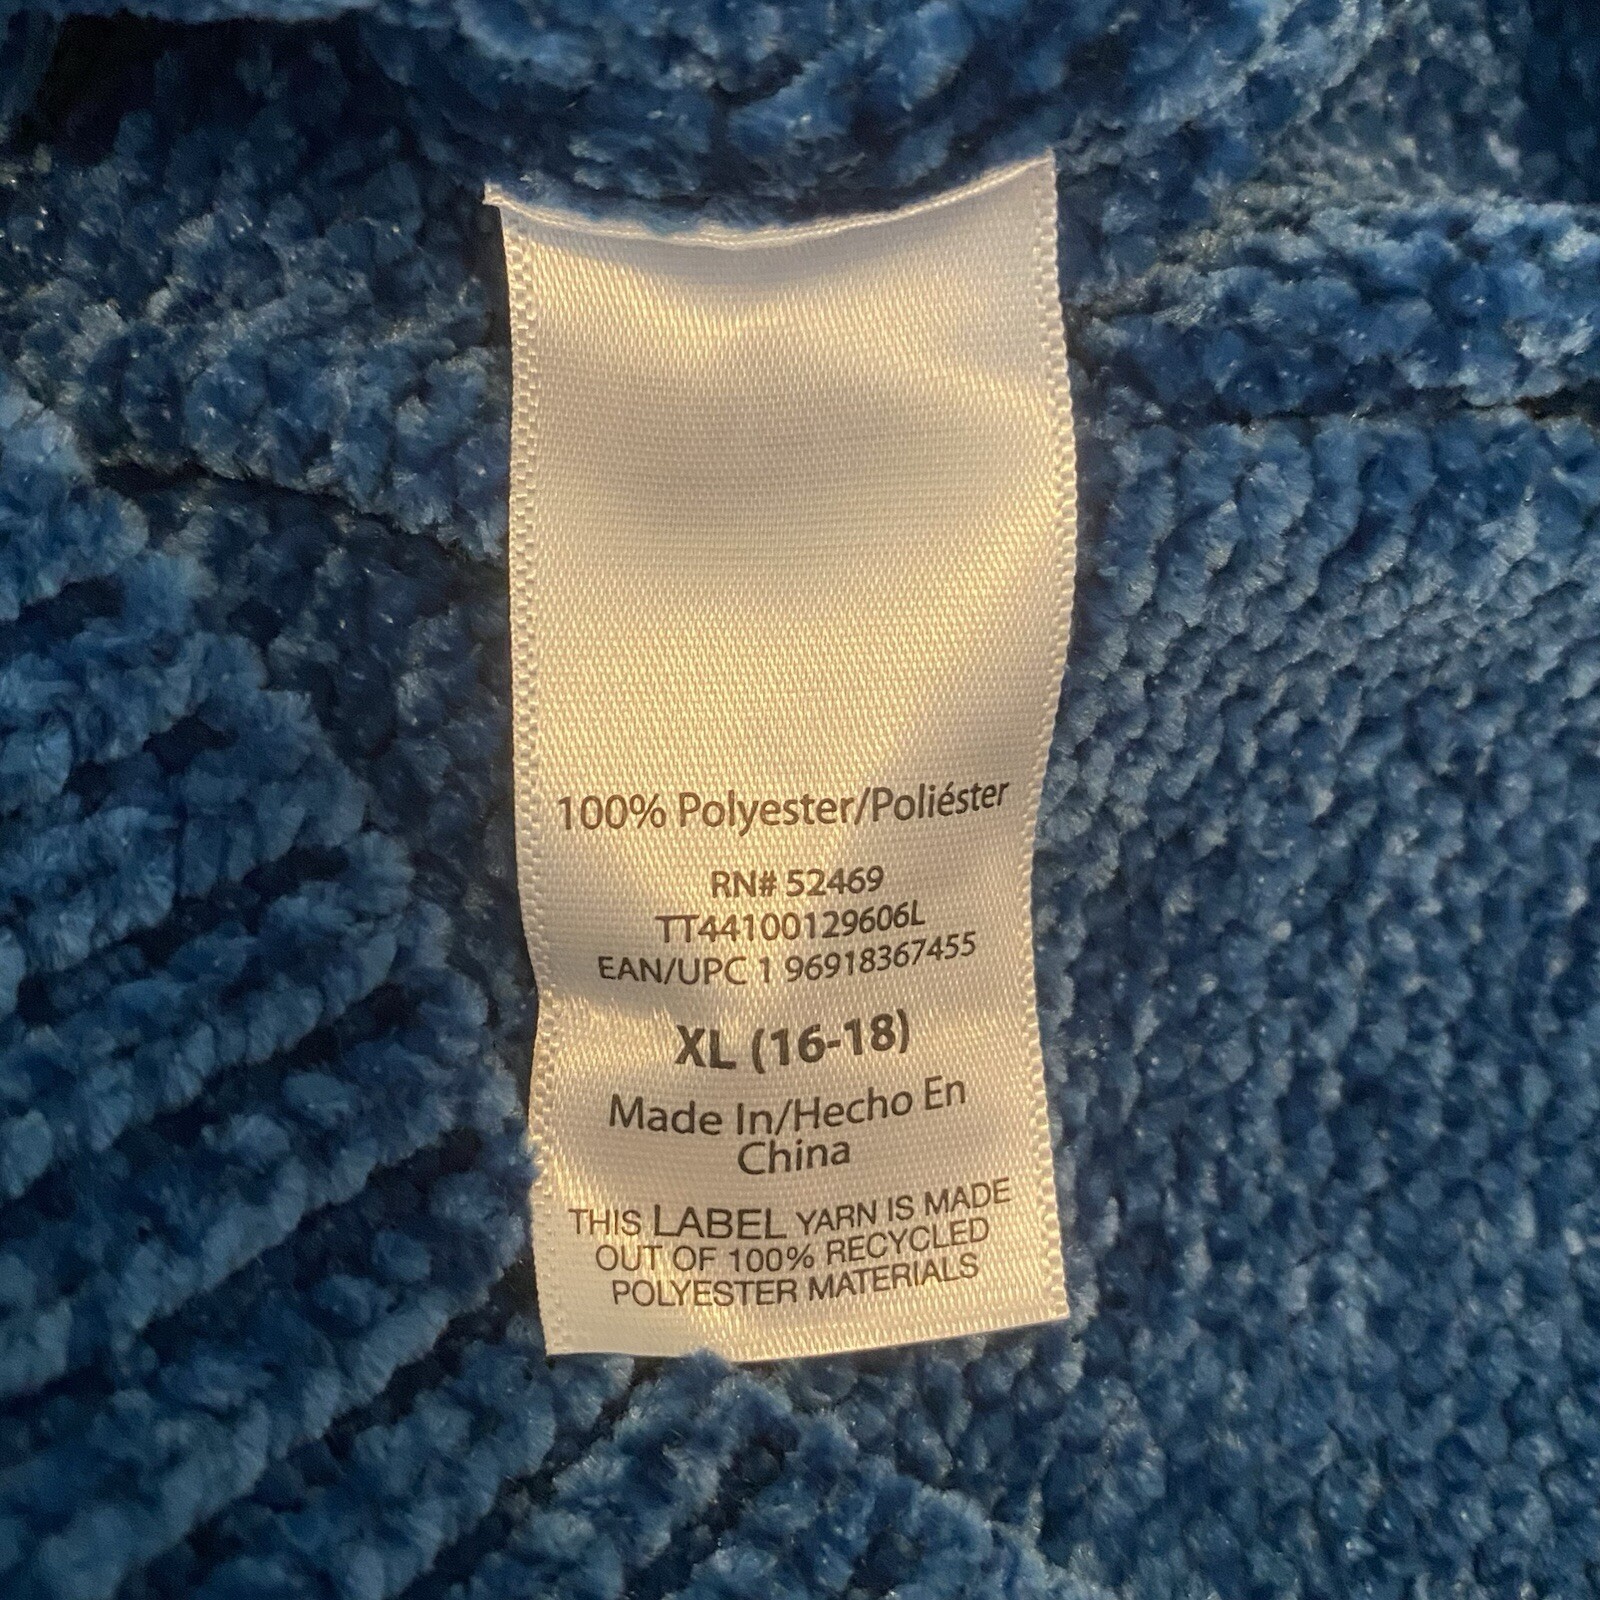 100% Polyester/Poliéster
RN# 52469
TT44100129606L
EAN/UPC 1 96918367455
XL (16-18)
Made In/Hecho En
China
THIS LABEL YARN IS MADE
OUT OF 100% RECYCLED
POLYESTER MATERIALS